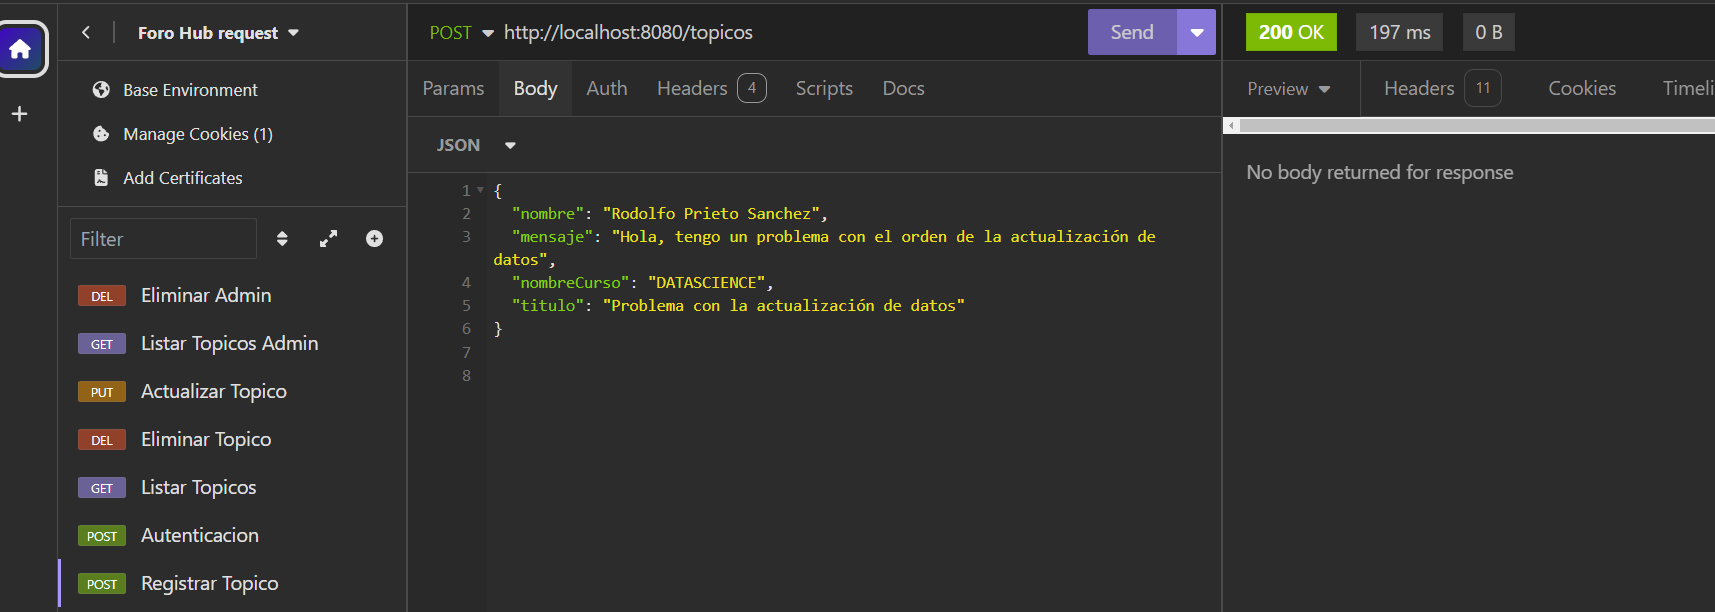 Foro Hub request
Base Environment
Manage Cookies (1)
Add Certificates
Filter
DEL Eliminar Admin
GET Listar Topicos Admin
PUT Actualizar Topico
DEL Eliminar Topico
GET Listar Topicos
POST Autenticacion
POST Registrar Topico
POST http://localhost:8080/topicos Send
Params Body Auth Headers 4 Scripts Docs
JSON
1 {
2 "nombre": "Rodolfo Prieto Sanchez",
3 "mensaje": "Hola, tengo un problema con el orden de la actualización de
datos",
4 "nombreCurso": "DATASCIENCE",
5 "titulo": "Problema con la actualización de datos"
6 }
7
8
200 OK 197 ms 0 B
Preview Headers 11 Cookies Timeli
No body returned for response